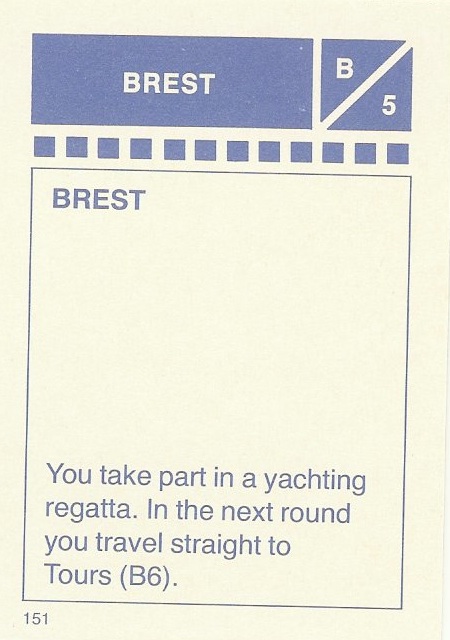 BREST
B
5
BREST
You take part in a yachting
regatta. In the next round
you travel straight to
Tours (B6).
151